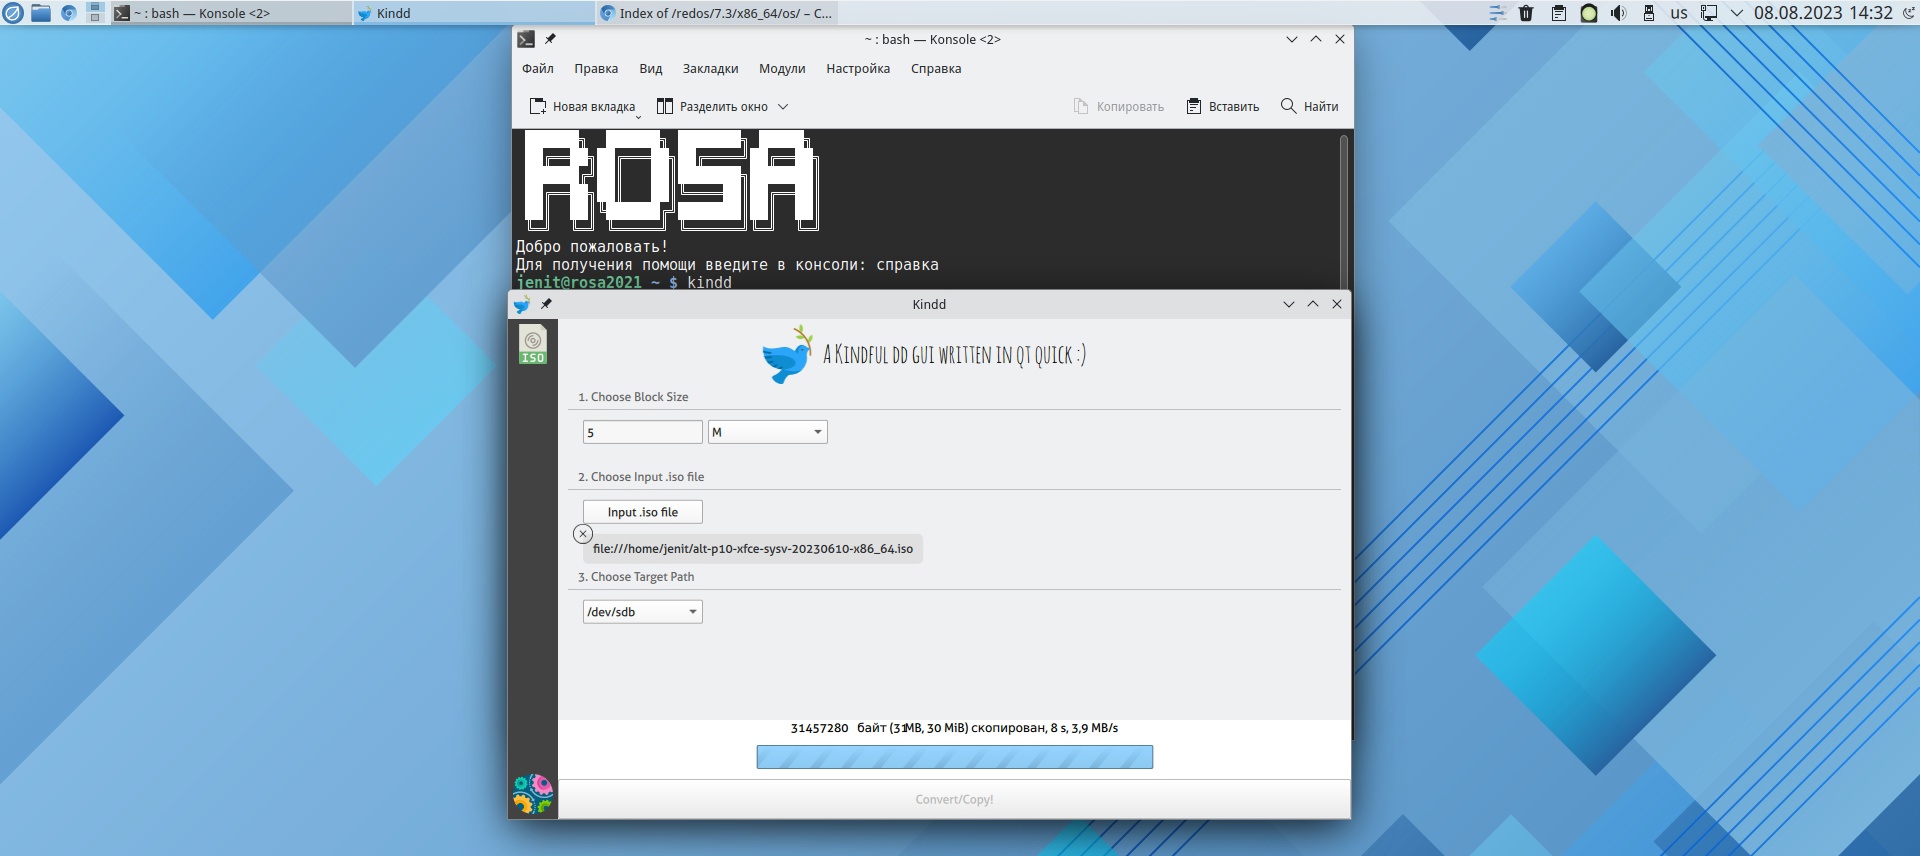 ~ : bash — Konsole <2>
Kindd
Index of /redos/7.3/x86_64/os/ – C...
us
08.08.2023 14:32
~ : bash — Konsole <2>
Файл Правка Вид Закладки Модули Настройка Справка
Новая вкладка Разделить окно Копировать Вставить Найти
ROSA
Добро пожаловать!
Для получения помощи введите в консоли: справка
jenit@rosa2021 ~ $ kindd
Kindd
ISO
A Kindful dd gui written in qt quick :)
1. Choose Block Size
5 M
2. Choose Input .iso file
Input .iso file
file:///home/jenit/alt-p10-xfce-sysv-20230610-x86_64.iso
3. Choose Target Path
/dev/sdb
31457280 байт (31MB, 30 MiB) скопирован, 8 s, 3,9 MB/s
Convert/Copy!